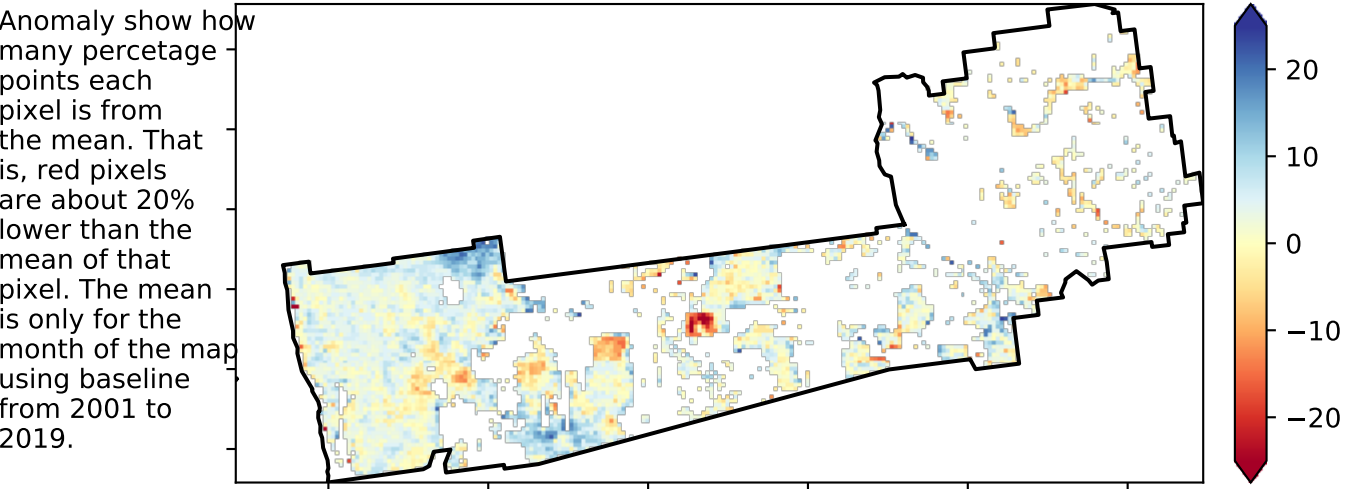 Anomaly show how
many percetage
points each
pixel is from
the mean. That
is, red pixels
are about 20%
lower than the
mean of that
pixel. The mean
is only for the
month of the map
using baseline
from 2001 to
2019.
20
10
0
−10
−20